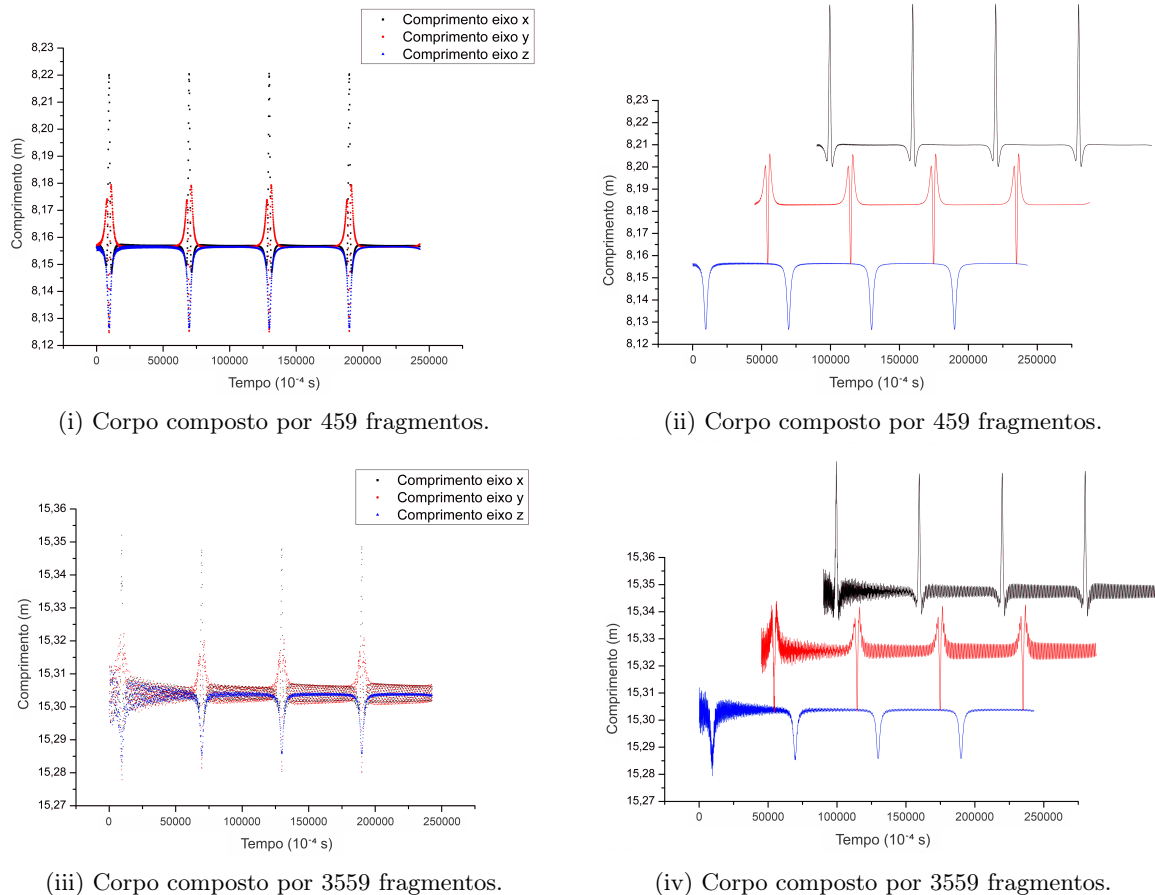 Comprimento eixo x
Comprimento eixo y
Comprimento eixo z
8,23
8,22
8,21
8,20
8,19
8,18
8,17
8,16
8,15
8,14
8,13
8,12
Comprimento (m)
0 50000 100000 150000 200000 250000
Tempo (10⁻⁴ s)
(i) Corpo composto por 459 fragmentos.
8,23
8,22
8,21
8,20
8,19
8,18
8,17
8,16
8,15
8,14
8,13
8,12
Comprimento (m)
0 50000 100000 150000 200000 250000
Tempo (10⁻⁴ s)
(ii) Corpo composto por 459 fragmentos.
Comprimento eixo x
Comprimento eixo y
Comprimento eixo z
15,36
15,35
15,34
15,33
15,32
15,31
15,30
15,29
15,28
15,27
Comprimento (m)
0 50000 100000 150000 200000 250000
Tempo (10⁻⁴ s)
(iii) Corpo composto por 3559 fragmentos.
15,36
15,35
15,34
15,33
15,32
15,31
15,30
15,29
15,28
15,27
Comprimento (m)
0 50000 100000 150000 200000 250000
Tempo (10⁻⁴ s)
(iv) Corpo composto por 3559 fragmentos.